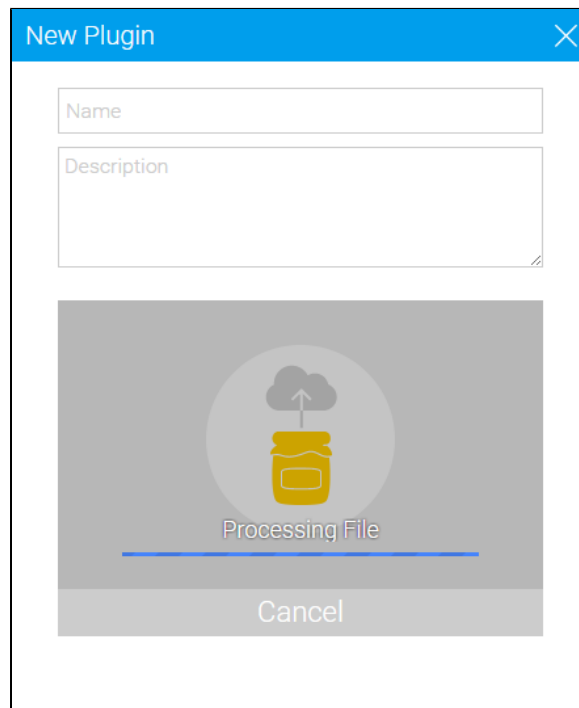 New Plugin
Name
Description
Processing File
Cancel